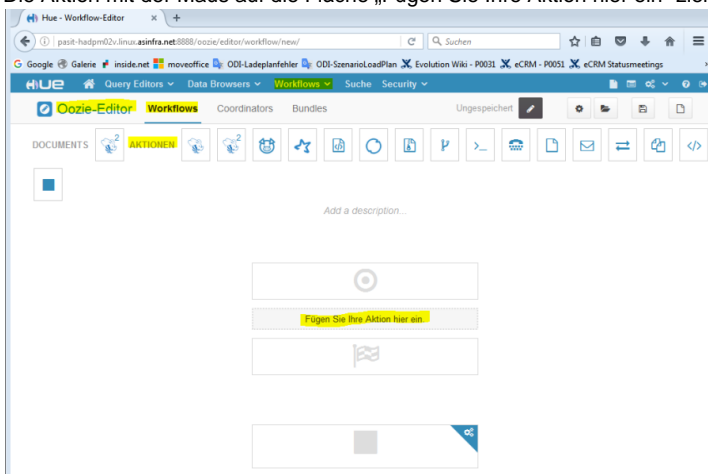 Die Aktion mit der Maus auf die Fläche „Fügen Sie Ihre Aktion hier ein“
Hue - Workflow-Editor × +
pasit-hadpm02v.linux.asinfra.net:8888/oozie/editor/workflow/new/ Suchen
Google Galerie inside.net moveoffice ODI-Ladeplanfehler ODI-SzenarioLoadPlan Evolution Wiki - P0031 eCRM - P0051 eCRM Statusmeetings
HUE Query Editors Data Browsers Workflows Suche Security
Oozie-Editor Workflows Coordinators Bundles Ungespeichert
DOCUMENTS 2 AKTIONEN 2
Add a description...
Fügen Sie Ihre Aktion hier ein.